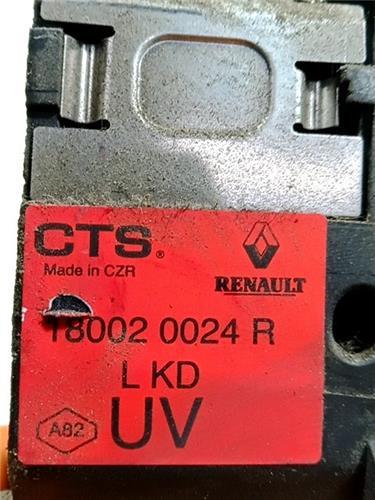 CTS®
Made in CZR
RENAULT
18002 0024 R
L KD
A82
UV